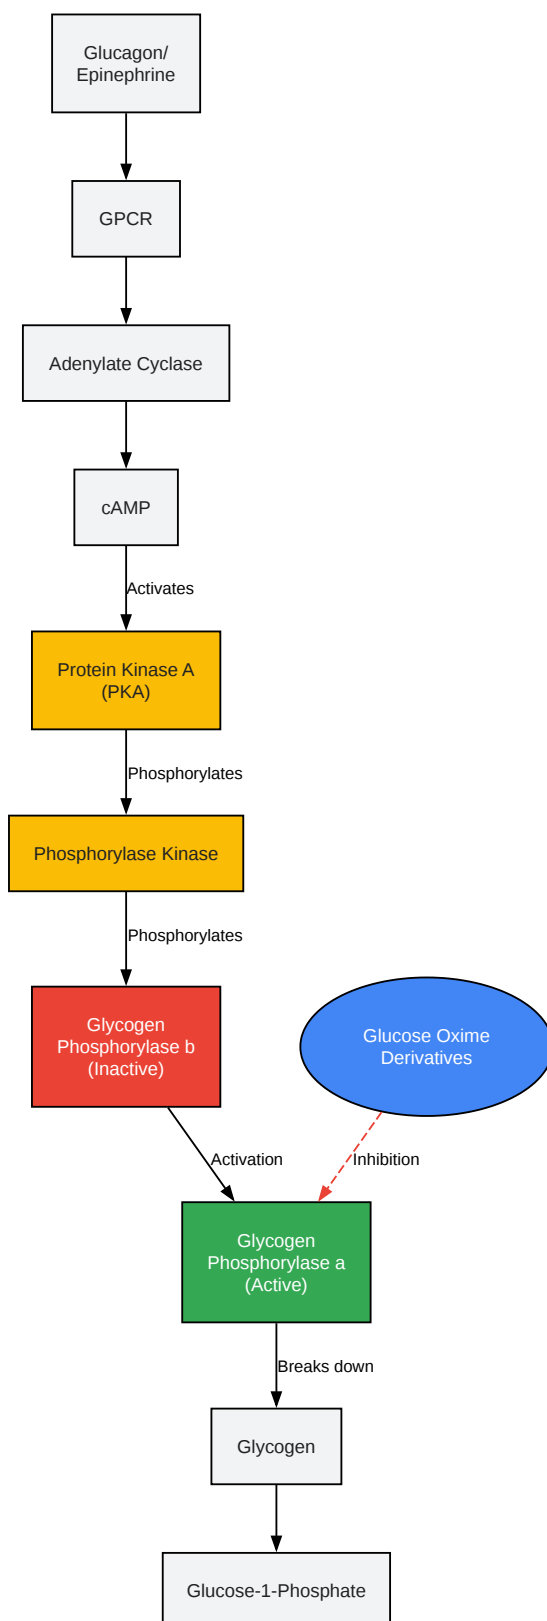 Glucagon/
Epinephrine
GPCR
Adenylate Cyclase
cAMP
Activates
Protein Kinase A
(PKA)
Phosphorylates
Phosphorylase Kinase
Phosphorylates
Glycogen
Phosphorylase b
(Inactive)
Glucose Oxime
Derivatives
Activation
Inhibition
Glycogen
Phosphorylase a
(Active)
Breaks down
Glycogen
Glucose-1-Phosphate